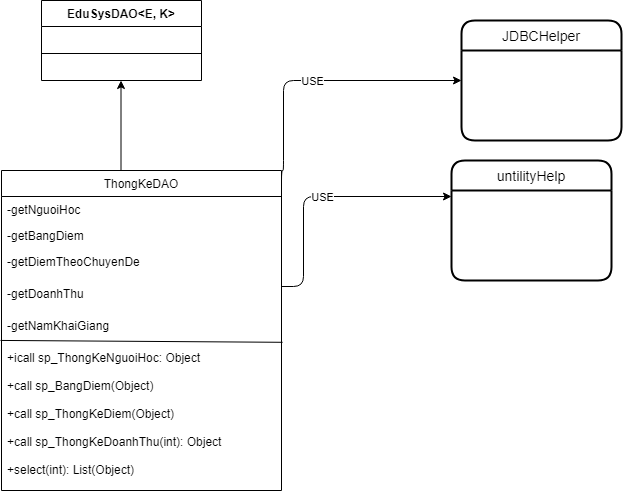 EduSysDAO<E, K>
JDBCHelper
USE
ThongKeDAO
untilityHelp
USE
-getNguoiHoc
-getBangDiem
-getDiemTheoChuyenDe
-getDoanhThu
-getNamKhaiGiang
+icall sp_ThongKeNguoiHoc: Object
+call sp_BangDiem(Object)
+call sp_ThongKeDiem(Object)
+call sp_ThongKeDoanhThu(int): Object
+select(int): List(Object)